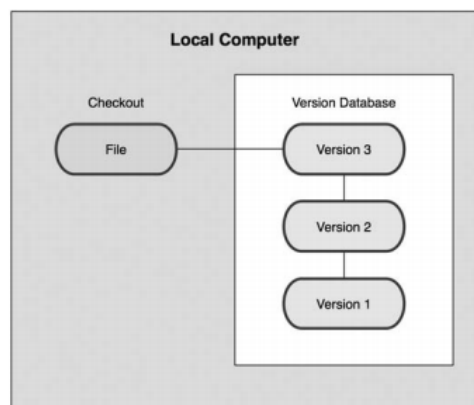 Local Computer
Checkout
Version Database
File
Version 3
Version 2
Version 1